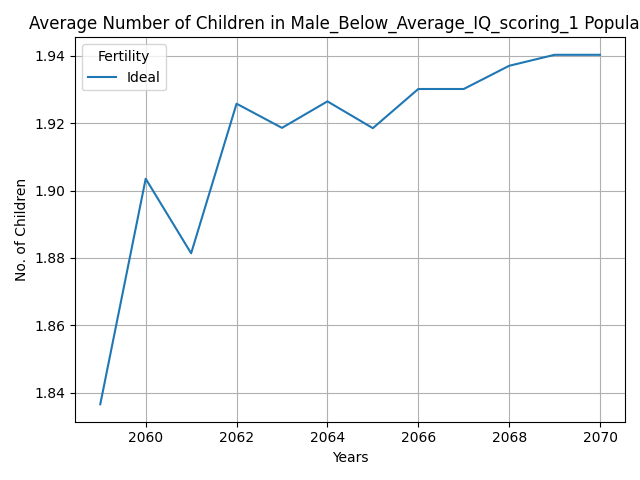 Average Number of Children in Male_Below_Average_IQ_scoring_1 Popula
Fertility
Ideal
1.94
1.92
1.90
1.88
1.86
1.84
No. of Children
2060 2062 2064 2066 2068 2070
Years